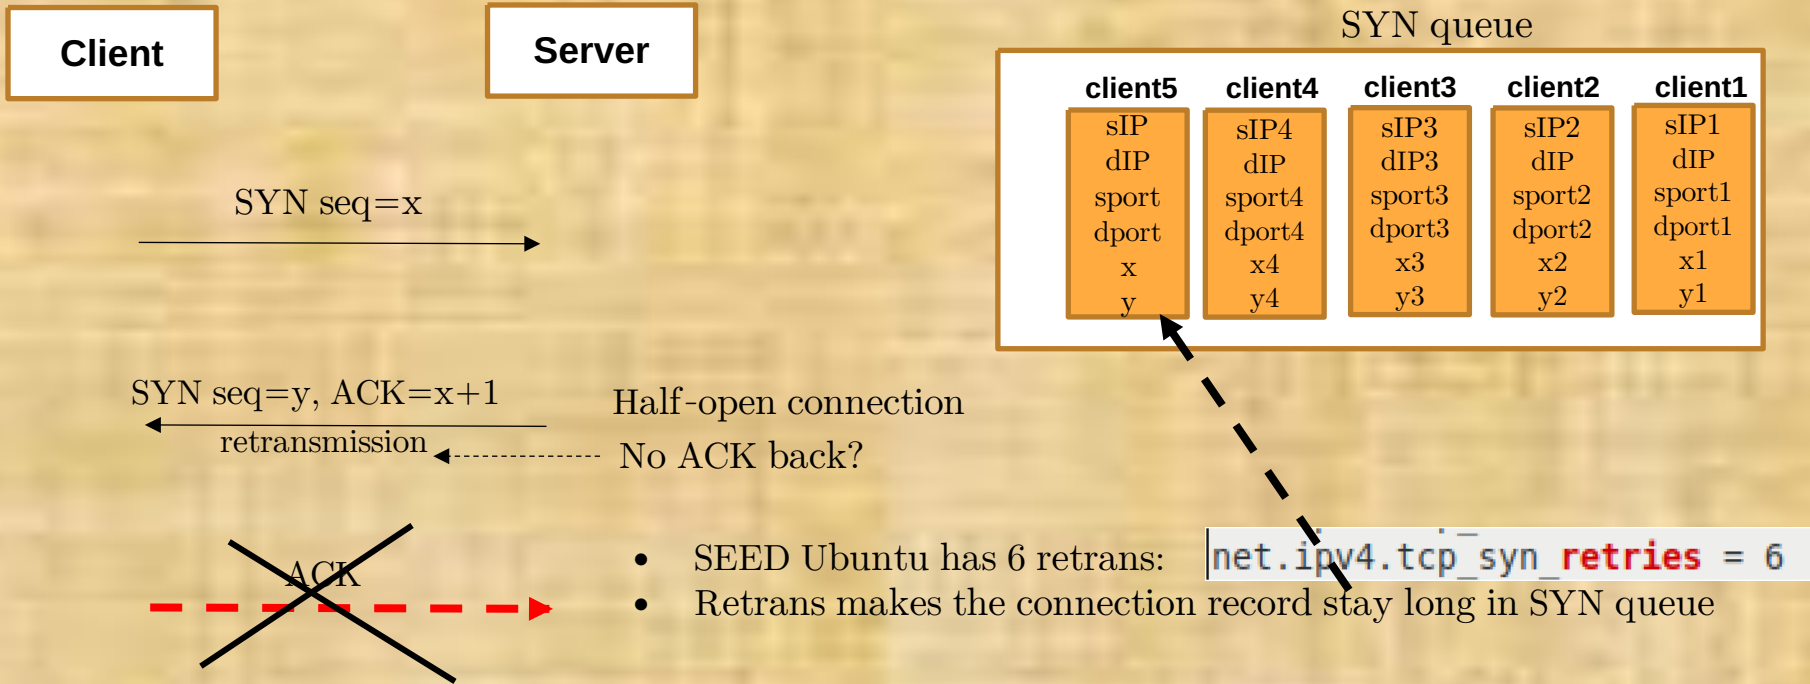 Client
Server
SYN queue
client5 client4 client3 client2 client1
sIP sIP4 sIP3 sIP2 sIP1
dIP dIP dIP3 dIP dIP
sport sport4 sport3 sport2 sport1
dport dport4 dport3 dport2 dport1
x x4 x3 x2 x1
y y4 y3 y2 y1
SYN seq=x
SYN seq=y, ACK=x+1
retransmission
Half-open connection
No ACK back?
ACK
• SEED Ubuntu has 6 retrans: net.ipv4.tcp_syn_retries = 6
• Retrans makes the connection record stay long in SYN queue